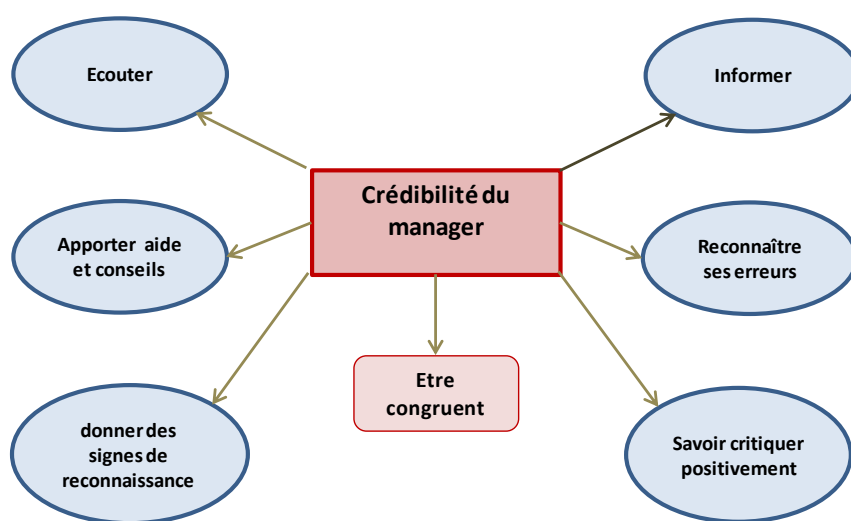 Ecouter
Informer
Crédibilité du
manager
Apporter aide
et conseils
Reconnaître
ses erreurs
Etre
congruent
donner des
signes de
reconnaissance
Savoir critiquer
positivement